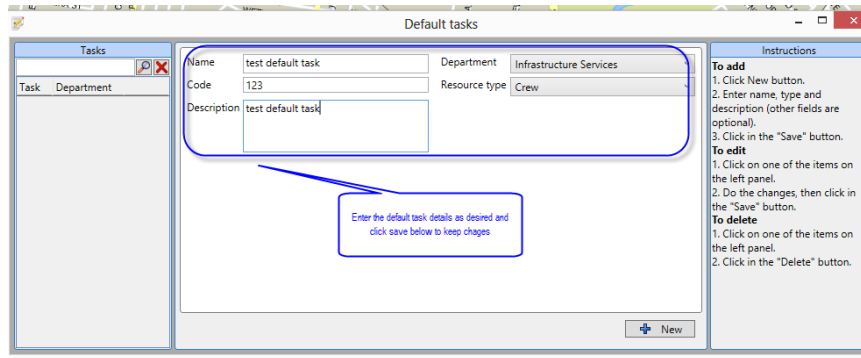 Default tasks
Tasks
Task Department
Name test default task
Code 123
Description test default task
Department Infrastructure Services
Resource type Crew
Enter the default task details as desired and
click save below to keep chages
New
Instructions
To add
1. Click New button.
2. Enter name, type and
description (other fields are
optional).
3. Click in the "Save" button.
To edit
1. Click on one of the items on
the left panel.
2. Do the changes, then click in
the "Save" button.
To delete
1. Click on one of the items on
the left panel.
2. Click in the "Delete" button.